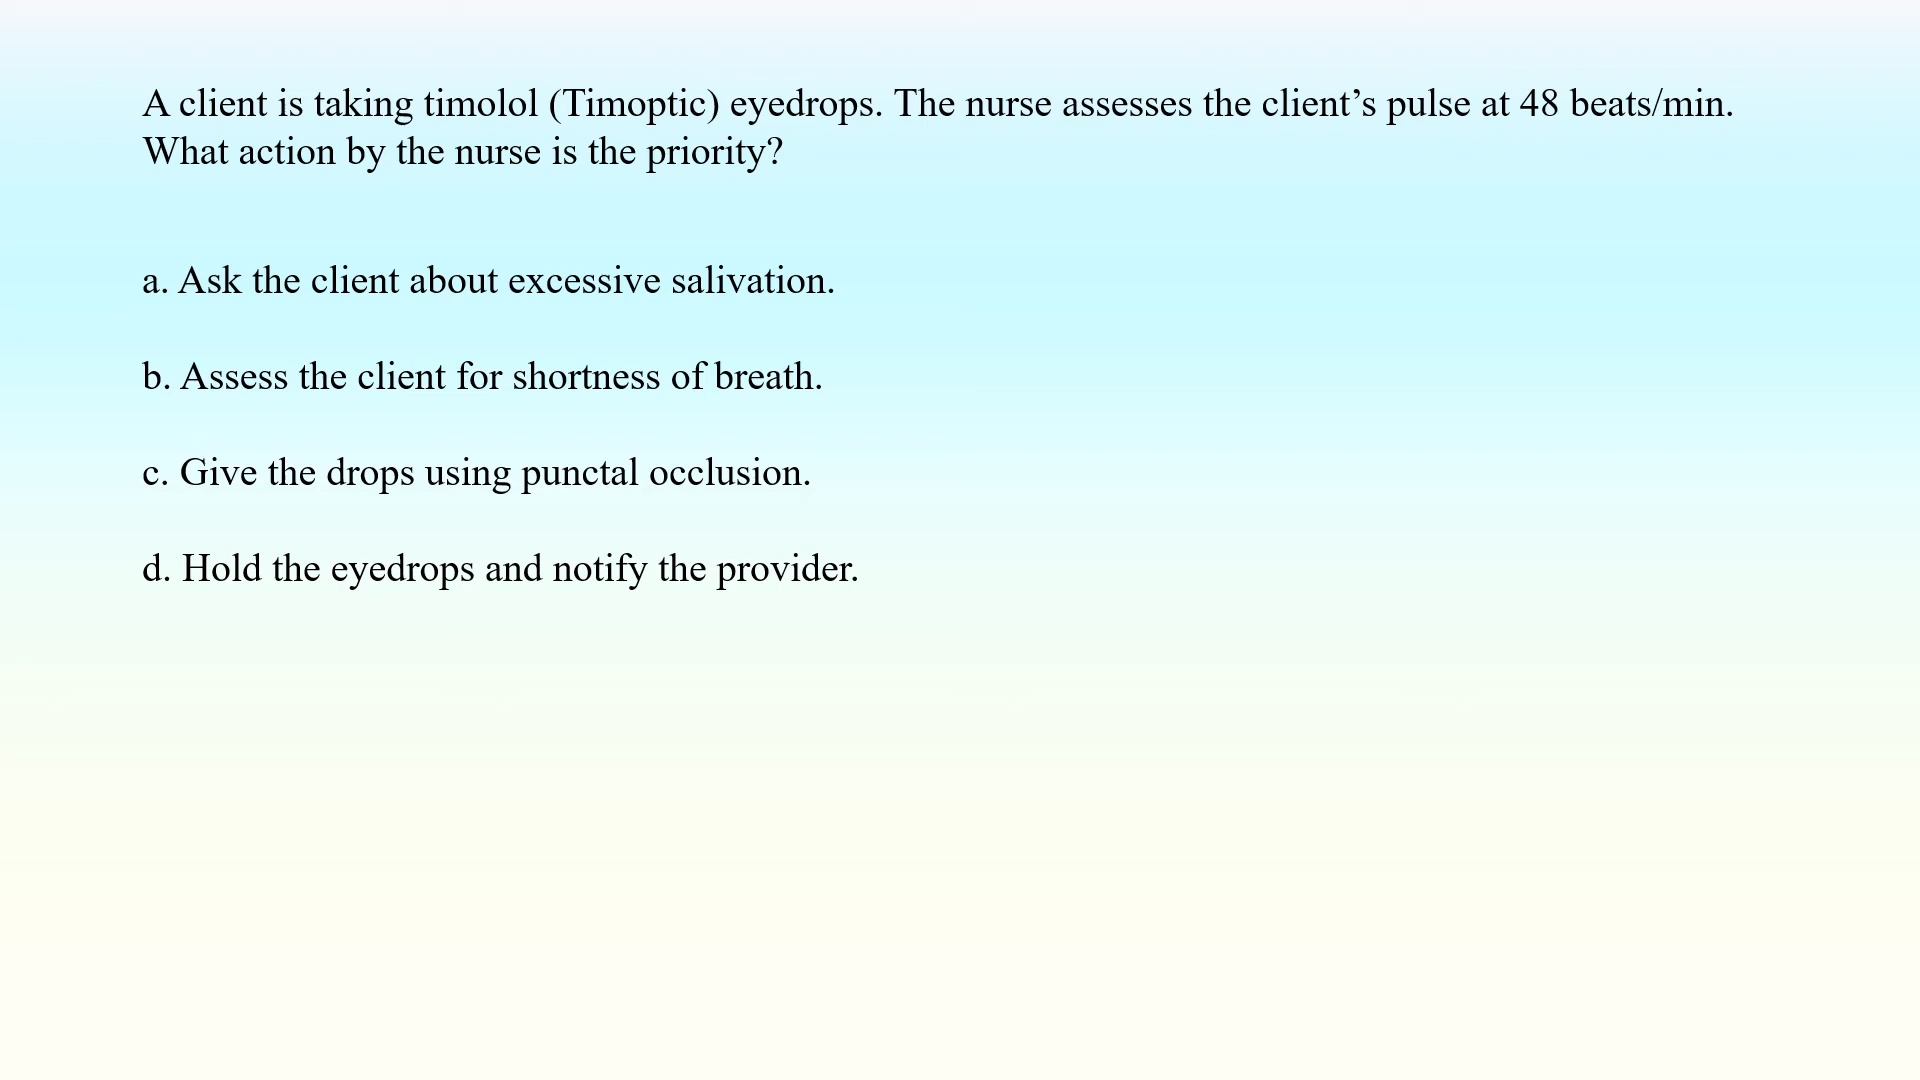 A client is taking timolol (Timoptic) eyedrops. The nurse assesses the client’s pulse at 48 beats/min.
What action by the nurse is the priority?
a. Ask the client about excessive salivation.
b. Assess the client for shortness of breath.
c. Give the drops using punctal occlusion.
d. Hold the eyedrops and notify the provider.